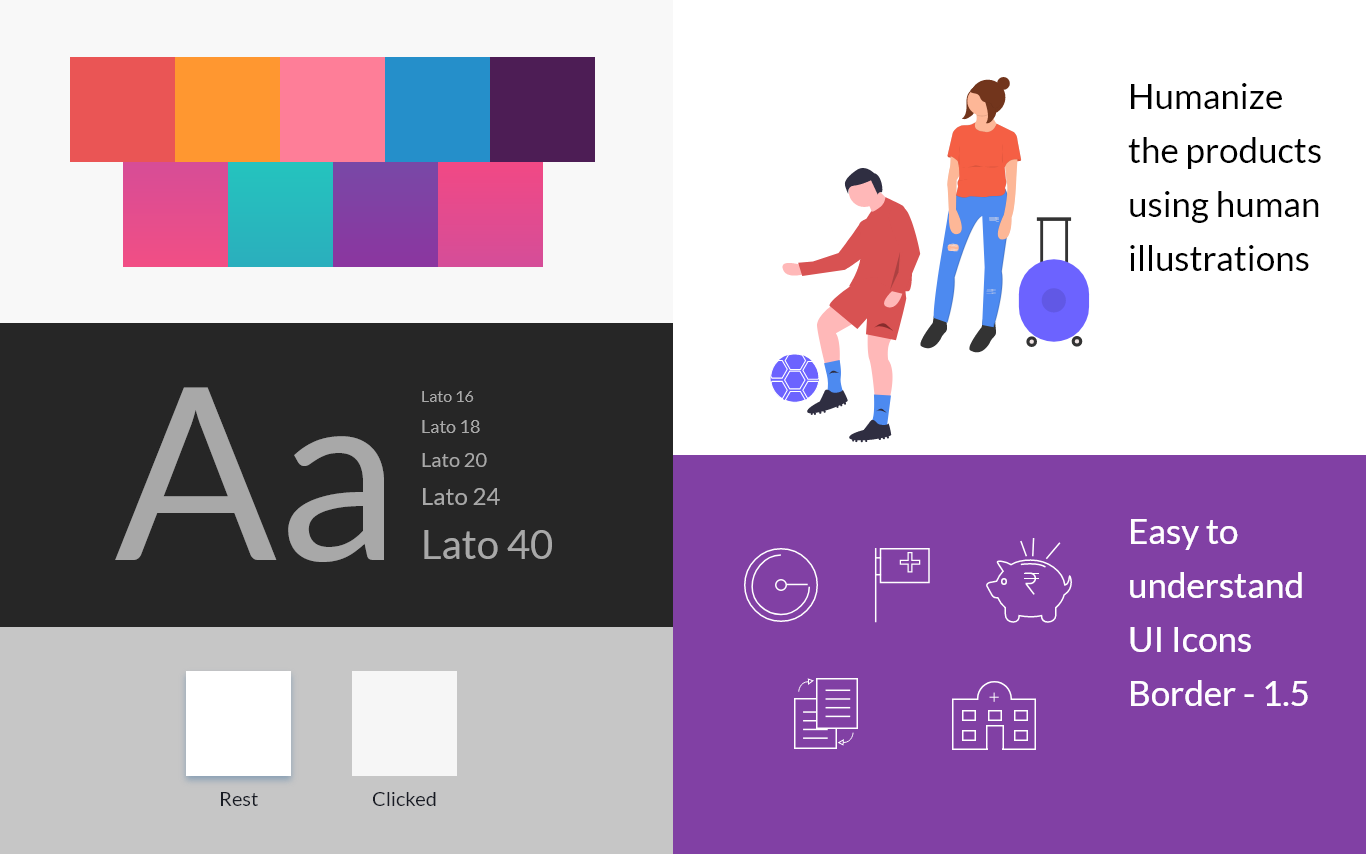 Aa
Lato 16
Lato 18
Lato 20
Lato 24
Lato 40
Rest
Clicked
Humanize
the products
using human
illustrations
₹
Easy to
understand
UI Icons
Border - 1.5